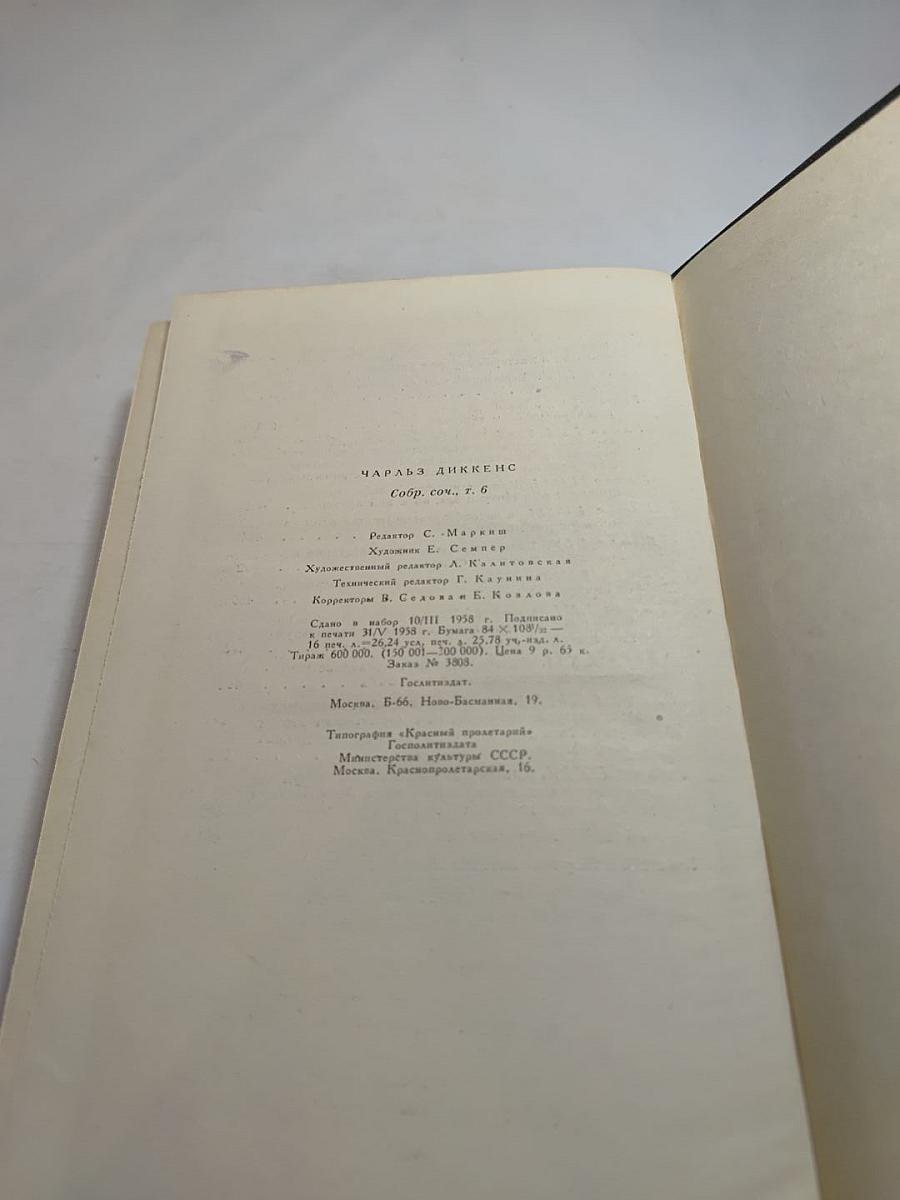 ЧАРЛЬЗ ДИККЕНС
Собр. соч., т. 6
Редактор С. Маркиш
Художник Е. Семпер
Художественный редактор Л. Калитовская
Технический редактор Г. Каунина
Корректоры В. Седова и Б. Козлова
Сдано в набор 10/III 1958 г. Подписано
к печати 31/V 1958 г. Бумага 84 × 108¹/₃₂ —
16 печ. л.=26,24 усл. печ. л. 25,78 уч.-изд. л.
Тираж 600 000. (150 001—300 000). Цена 9 р. 65 к.
Заказ № 3808.
Гослитиздат.
Москва, Б-66, Ново-Басманная, 19.
Типография «Красный пролетарий»
Госполитиздата
Министерства культуры СССР.
Москва, Краснопролетарская, 16.